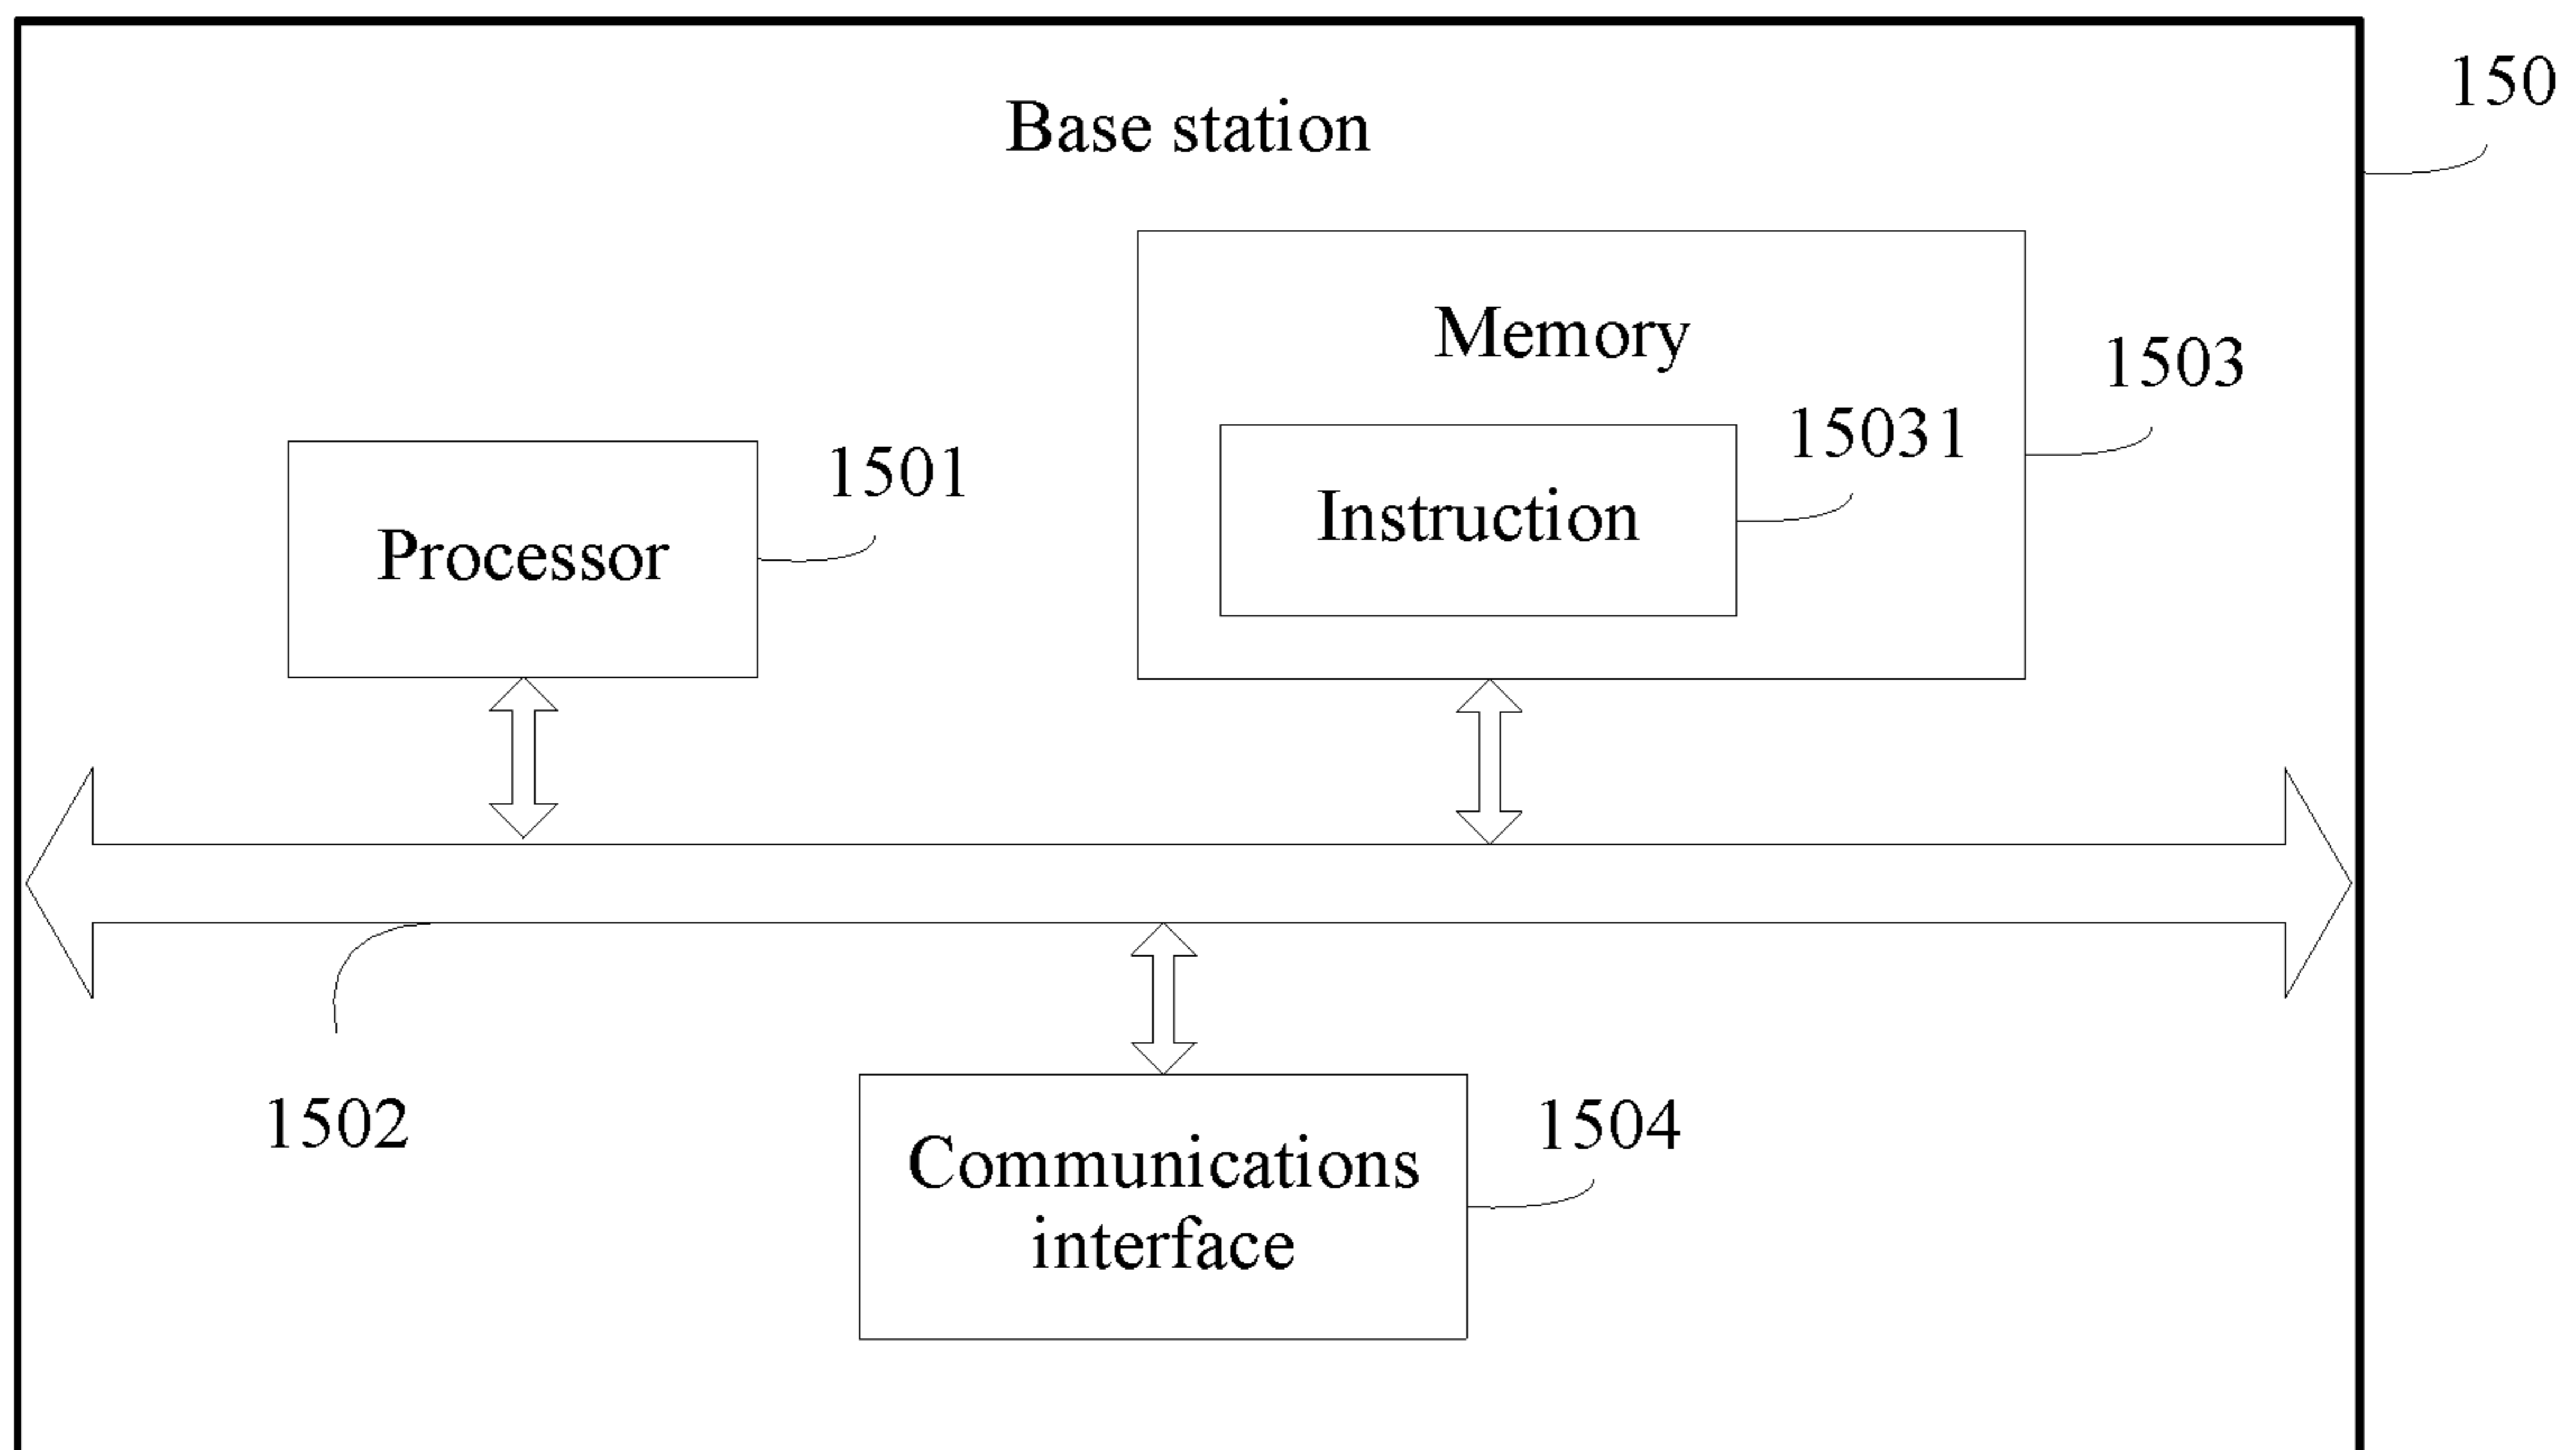 150
Base station
Memory
1503
15031
Instruction
1501
Processor
1502
1504
Communications
interface